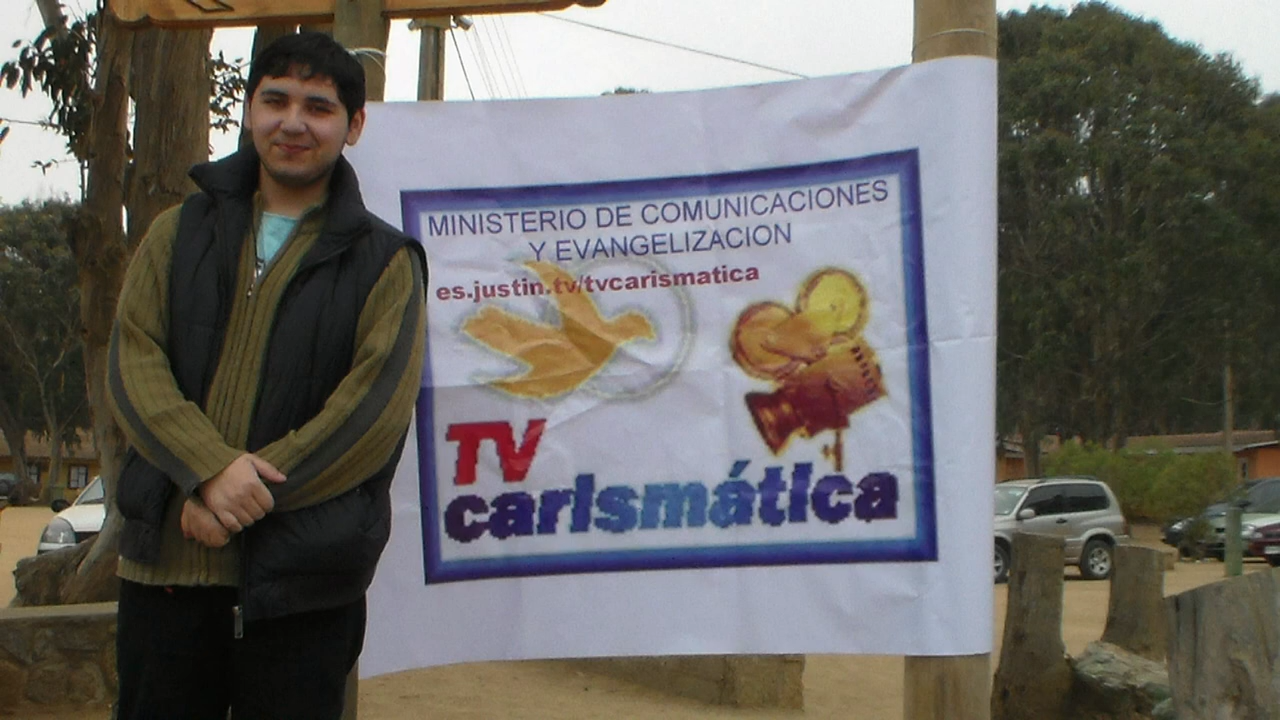 MINISTERIO DE COMUNICACIONES
Y EVANGELIZACION
es.justin.tv/tvcarismatica
TV
carismática